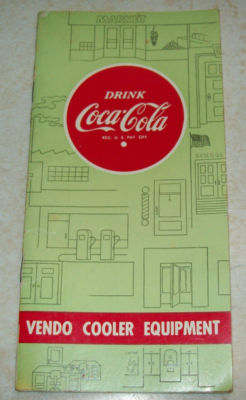 MARKET
DRINK
Coca-Cola
REG. U.S. PAT. OFF.
VENDO COOLER EQUIPMENT